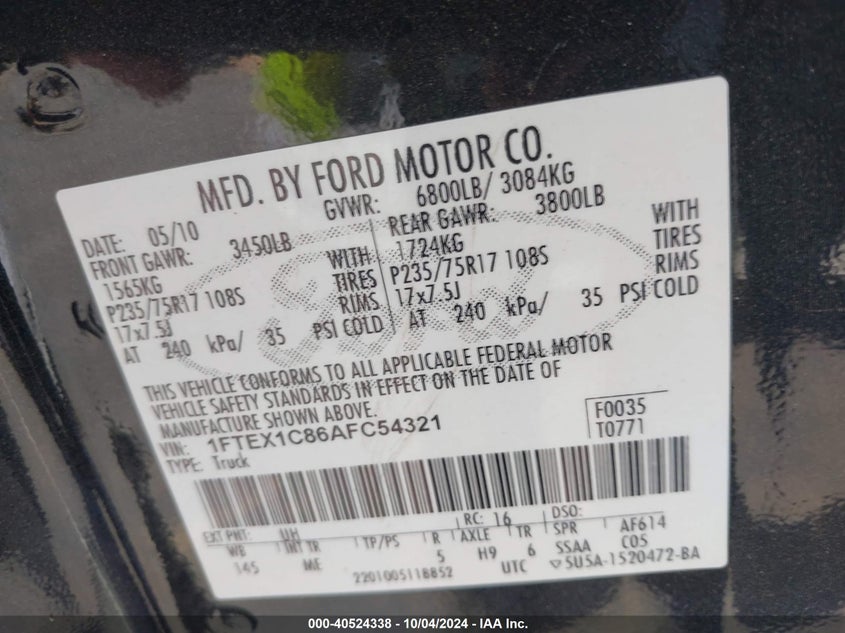 MFD. BY FORD MOTOR CO.
DATE: 05/10 GVWR: 6800LB/ 3084KG
FRONT GAWR: 3450LB REAR GAWR: 3800LB
1565KG WITH 1724KG WITH
P235/75R17 108S TIRES P235/75R17 108S TIRES
17x7.5J RIMS 17x7.5J RIMS
AT 240 kPa/ 35 PSI COLD AT 240 kPa/ 35 PSI COLD
THIS VEHICLE CONFORMS TO ALL APPLICABLE FEDERAL MOTOR
VEHICLE SAFETY STANDARDS IN EFFECT ON THE DATE OF
MANUFACTURE SHOWN ABOVE.
VIN: 1FTEX1C86AFC54321 F0035
TYPE: Truck T0771
EXT PNT: UH RC: 16 DSO:
WB INT TR TP/PS R AXLE TR SPR AF614
145 ME 5 H9 6 SSAA C05
2201005118852 UTC 5U5A-1520472-BA
000-40524338 - 10/04/2024 - IAA Inc.